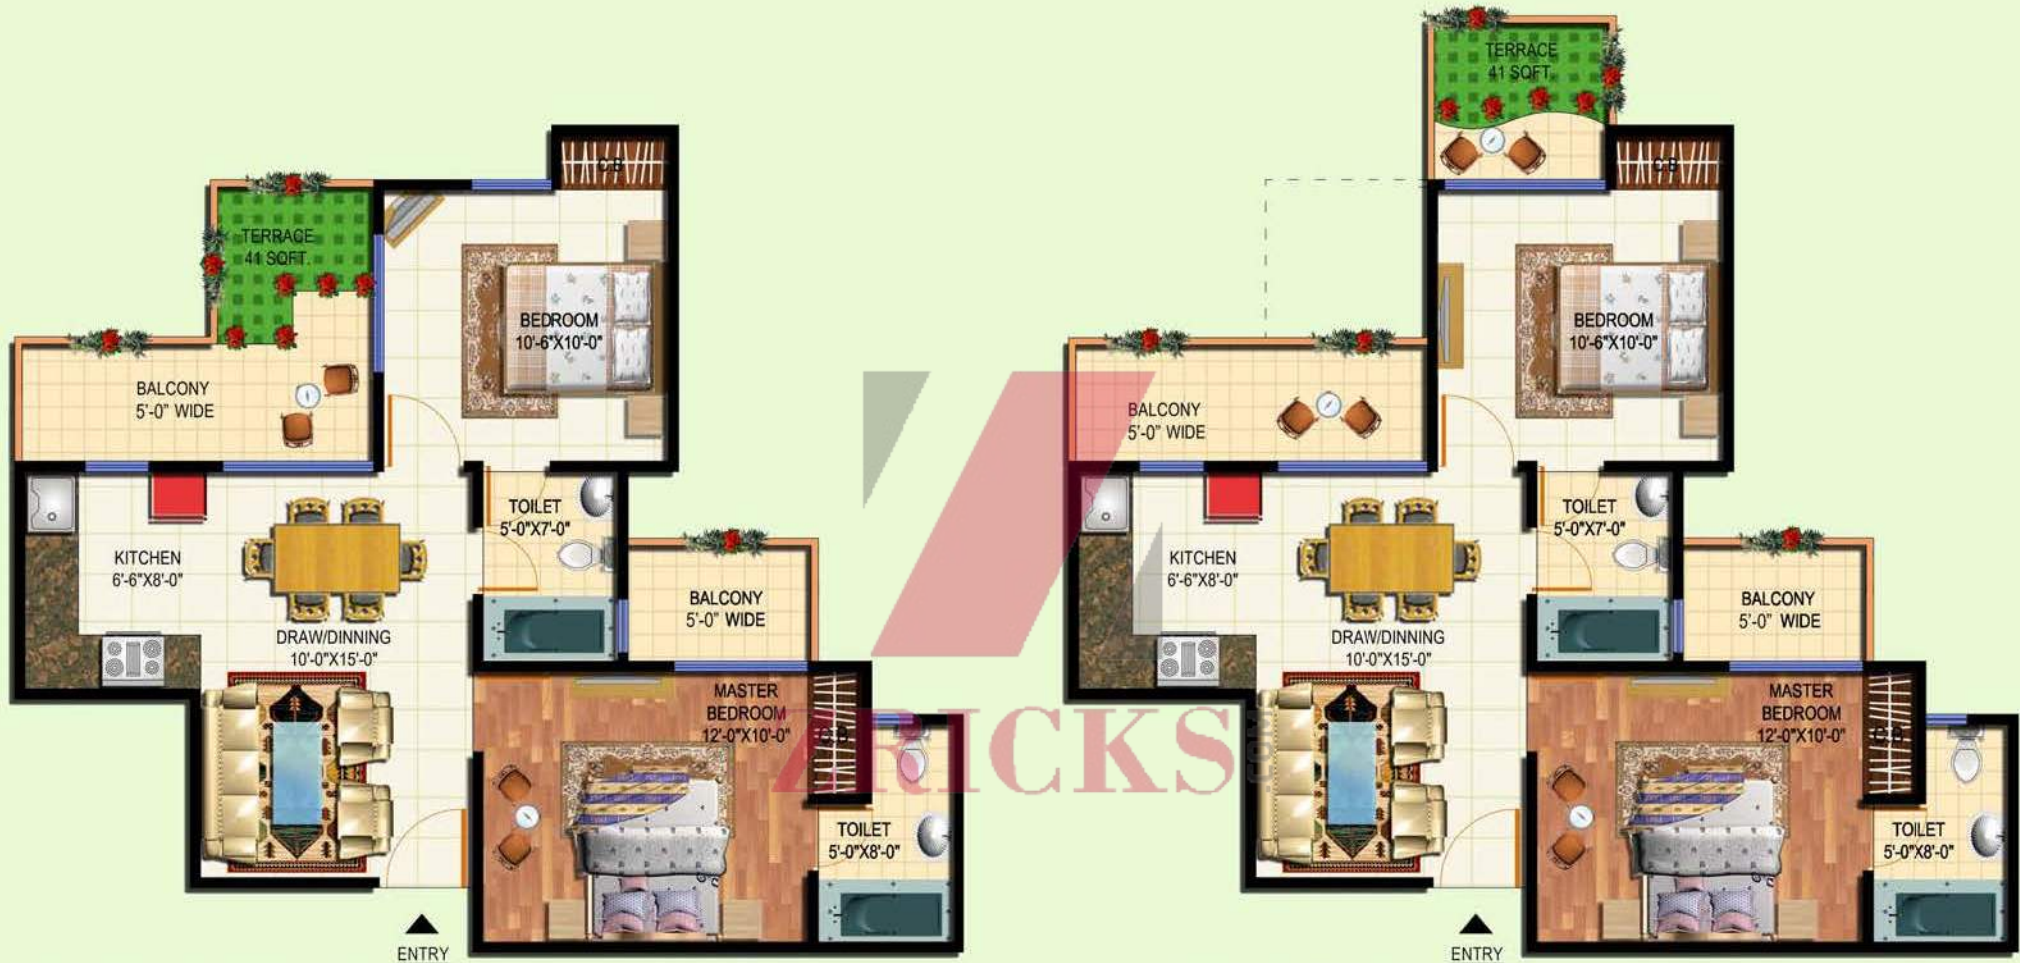 TERRACE
41 SQFT.
C.B
BEDROOM
10'-6"X10'-0"
BALCONY
5'-0" WIDE
TOILET
5'-0"X7'-0"
KITCHEN
6'-6"X8'-0"
BALCONY
5'-0" WIDE
DRAW/DINNING
10'-0"X15'-0"
MASTER
BEDROOM
12'-0"X10'-0"
C.B
TOILET
5'-0"X8'-0"
ENTRY
TERRACE
41 SQFT.
C.B
BEDROOM
10'-6"X10'-0"
BALCONY
5'-0" WIDE
TOILET
5'-0"X7'-0"
KITCHEN
6'-6"X8'-0"
BALCONY
5'-0" WIDE
DRAW/DINNING
10'-0"X15'-0"
MASTER
BEDROOM
12'-0"X10'-0"
C.B
TOILET
5'-0"X8'-0"
ENTRY
ZRICKS
.COM